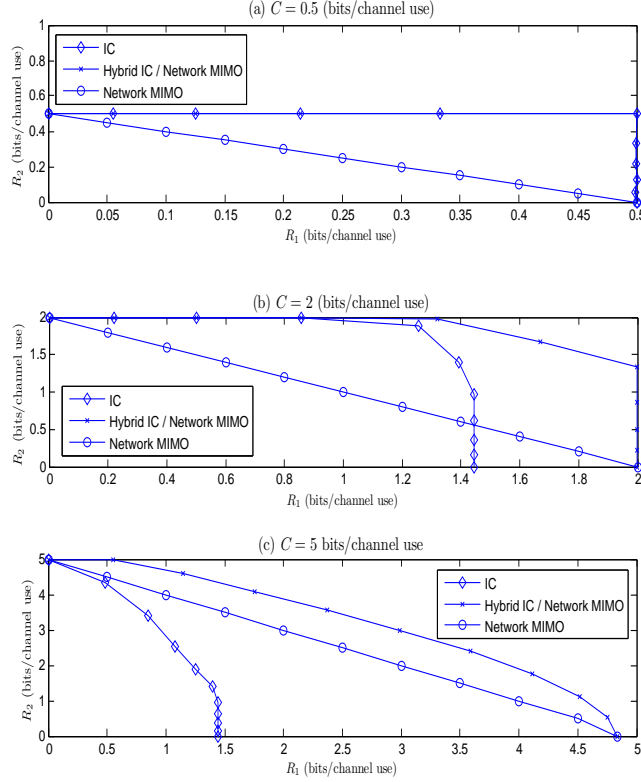 (a) C = 0.5 (bits/channel use)
1
0.8
0.6
0.4
0.2
0
R₂ (bits/channel use)
IC
Hybrid IC / Network MIMO
Network MIMO
0 0.05 0.1 0.15 0.2 0.25 0.3 0.35 0.4 0.45 0.5
R₁ (bits/channel use)
(b) C = 2 (bits/channel use)
2
1.5
1
0.5
0
R₂ (bits/channel use)
IC
Hybrid IC / Network MIMO
Network MIMO
0 0.2 0.4 0.6 0.8 1 1.2 1.4 1.6 1.8 2
R₁ (bits/channel use)
(c) C = 5 bits/channel use
5
4
3
2
1
0
R₂ (bits/channel use)
IC
Hybrid IC / Network MIMO
Network MIMO
0 0.5 1 1.5 2 2.5 3 3.5 4 4.5 5
R₁ (bits/channel use)